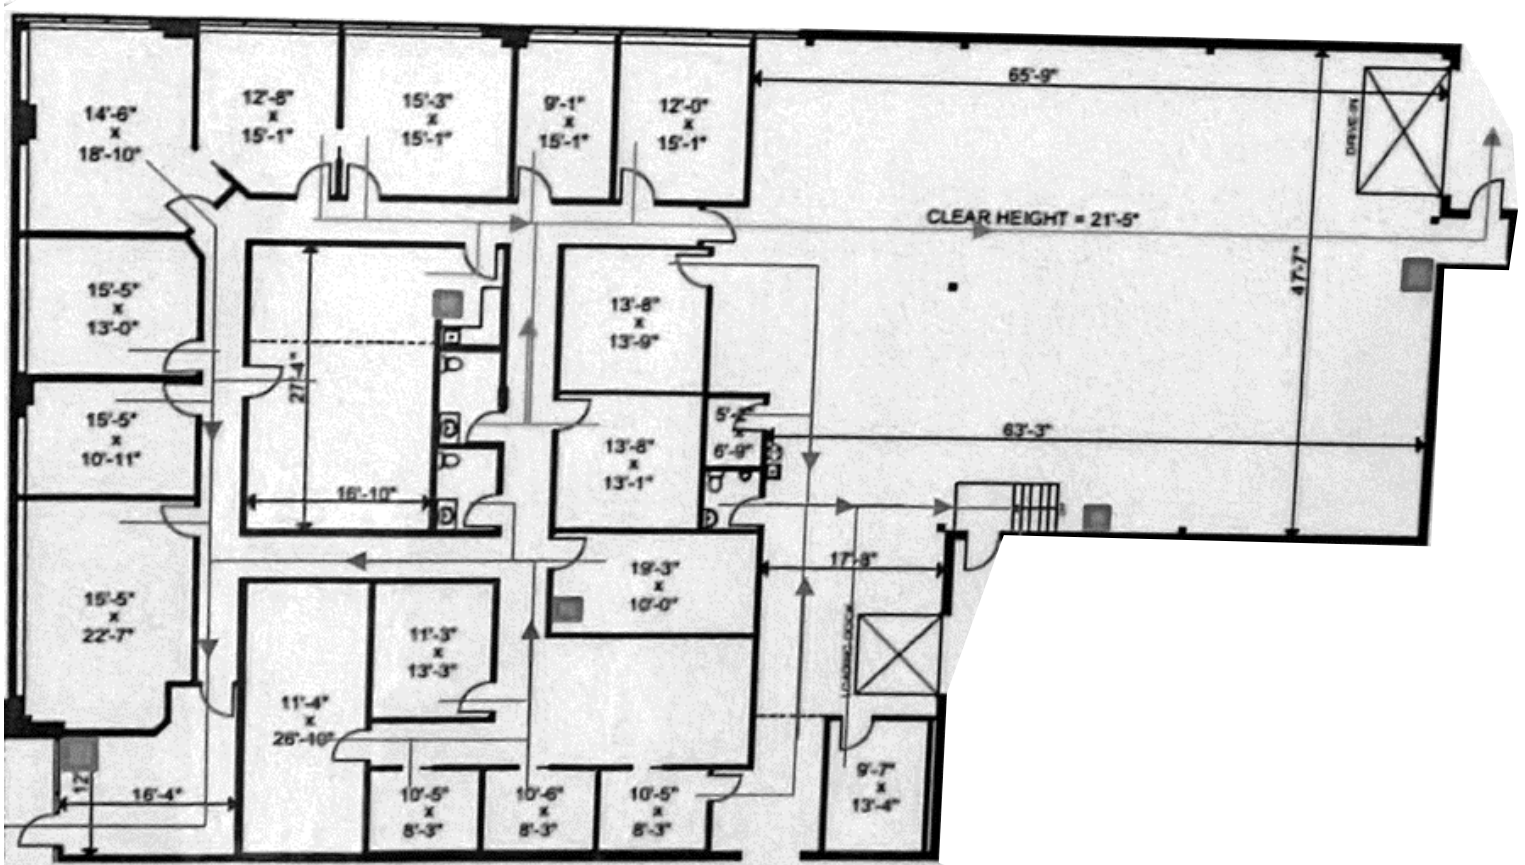 65'-9"
14'-6"
x
18'-10"
12'-8"
x
15'-1"
15'-3"
x
15'-1"
9'-1"
x
15'-1"
12'-0"
x
15'-1"
DRIVE-IN
CLEAR HEIGHT = 21'-5"
47'-7"
15'-5"
x
13'-0"
27'-4"
13'-8"
x
13'-9"
15'-5"
x
10'-11"
16'-10"
13'-8"
x
13'-1"
5'-2"
x
6'-9"
63'-3"
15'-5"
x
22'-7"
19'-3"
x
10'-0"
17'-8"
11'-3"
x
13'-3"
LOADING DOCK
11'-4"
x
26'-10"
12'
16'-4"
10'-5"
x
8'-3"
10'-6"
x
8'-3"
10'-5"
x
8'-3"
9'-7"
x
13'-4"